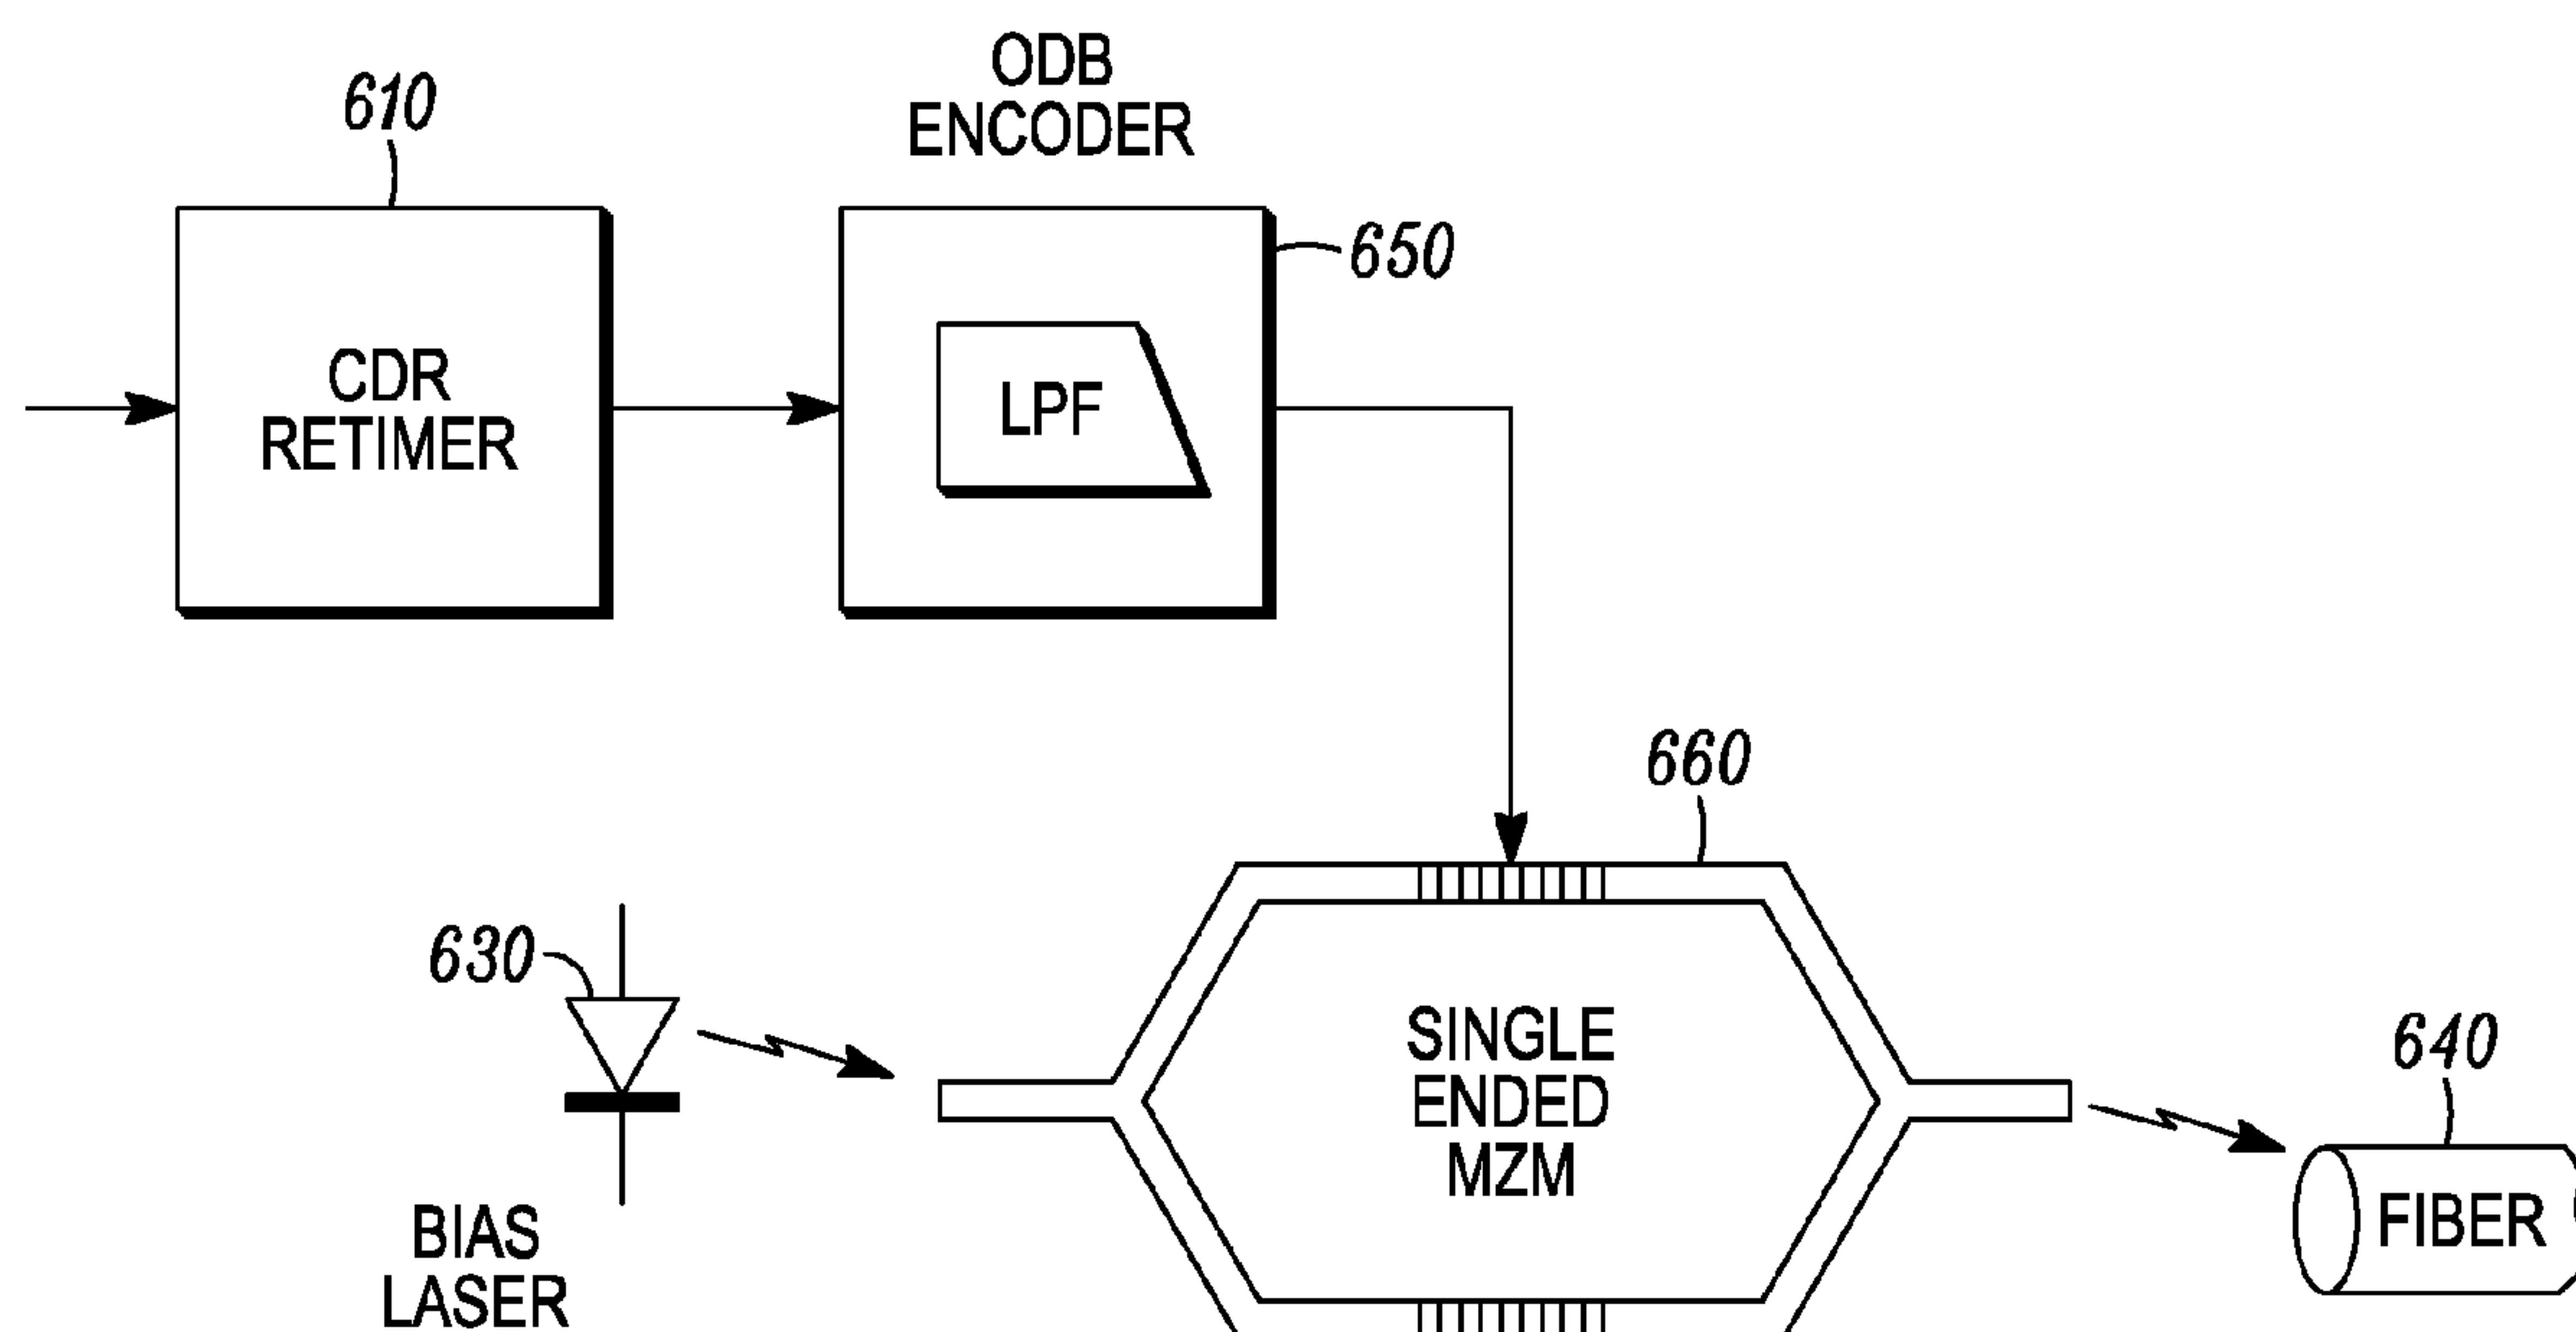 ODB
ENCODER
610
650
CDR
RETIMER
LPF
660
630
640
SINGLE
ENDED
MZM
FIBER
BIAS
LASER